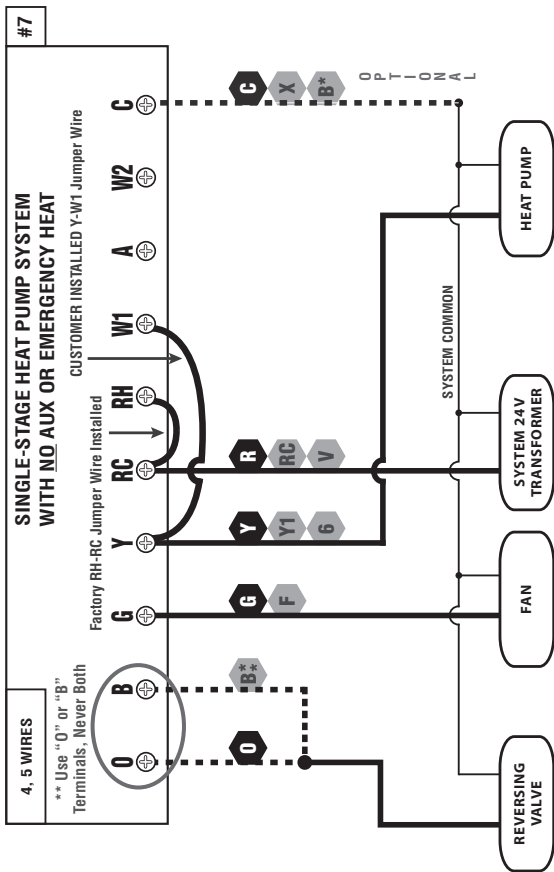 4, 5 WIRES
SINGLE-STAGE HEAT PUMP SYSTEM
WITH NO AUX OR EMERGENCY HEAT
#7
** Use "O" or "B"
Terminals, Never Both
Factory RH-RC Jumper Wire Installed
CUSTOMER INSTALLED Y-W1 Jumper Wire
O B G Y RC RH W1 A W2 C
O B* G Y R C
F Y1 RC X
6 V B*
OPTIONAL
SYSTEM COMMON
REVERSING
VALVE
FAN
SYSTEM 24V
TRANSFORMER
HEAT PUMP